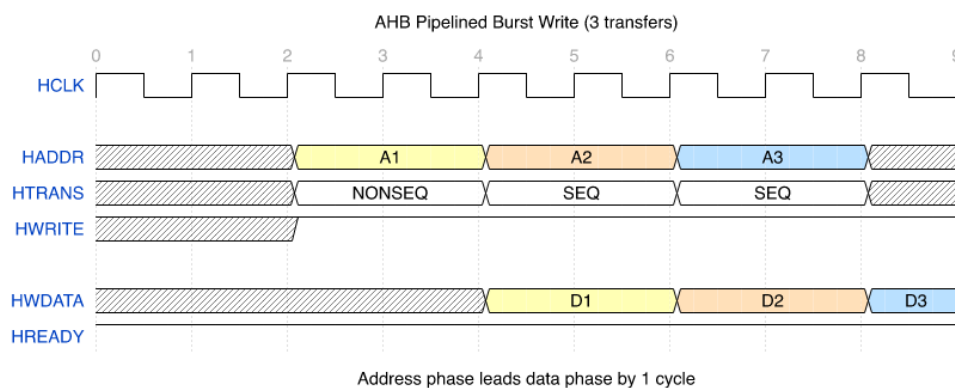 AHB Pipelined Burst Write (3 transfers)
0 1 2 3 4 5 6 7 8 9
HCLK
HADDR A1 A2 A3
HTRANS NONSEQ SEQ SEQ
HWRITE
HWDATA D1 D2 D3
HREADY
Address phase leads data phase by 1 cycle